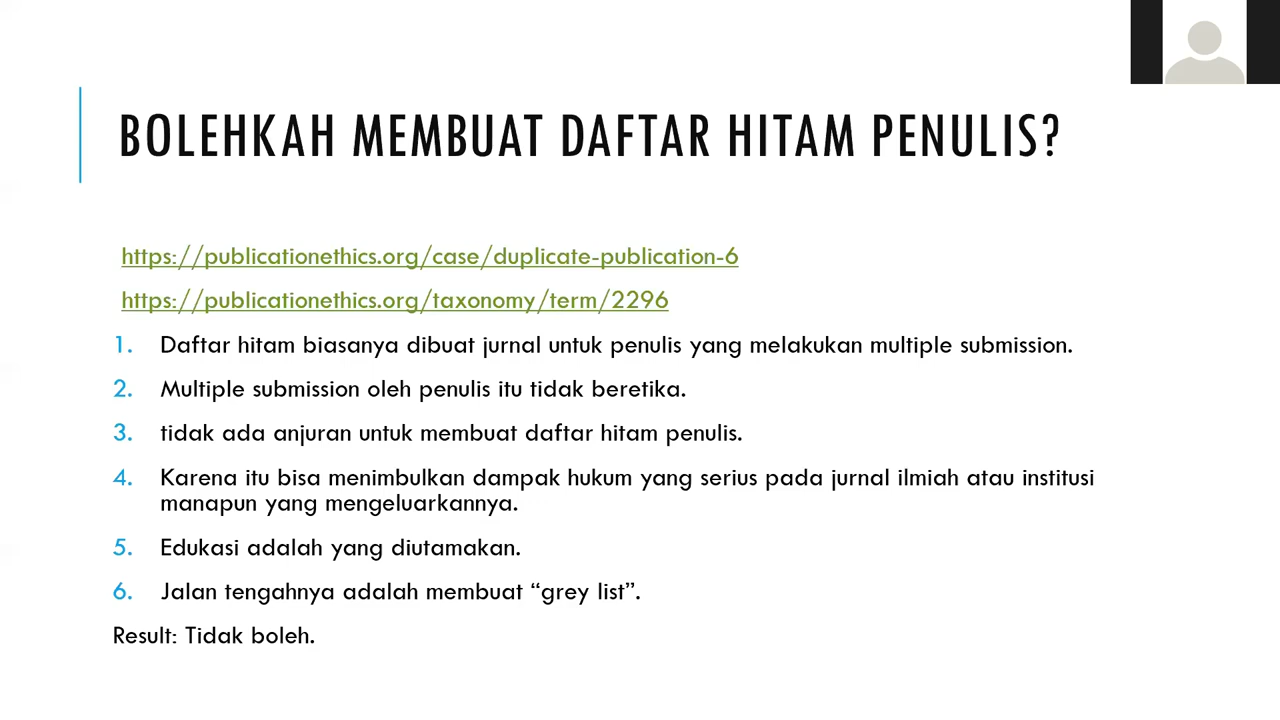 BOLEHKAH MEMBUAT DAFTAR HITAM PENULIS?
https://publicationethics.org/case/duplicate-publication-6
https://publicationethics.org/taxonomy/term/2296
1. Daftar hitam biasanya dibuat jurnal untuk penulis yang melakukan multiple submission.
2. Multiple submission oleh penulis itu tidak beretika.
3. tidak ada anjuran untuk membuat daftar hitam penulis.
4. Karena itu bisa menimbulkan dampak hukum yang serius pada jurnal ilmiah atau institusi
manapun yang mengeluarkannya.
5. Edukasi adalah yang diutamakan.
6. Jalan tengahnya adalah membuat “grey list”.
Result: Tidak boleh.